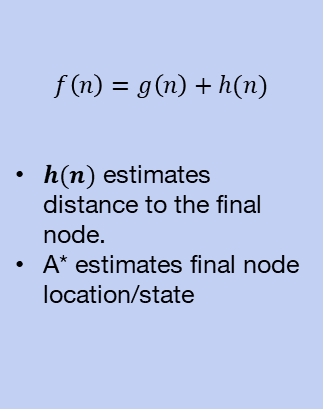 f(n) = g(n) + h(n)
• h(n) estimates
distance to the final
node.
• A* estimates final node
location/state